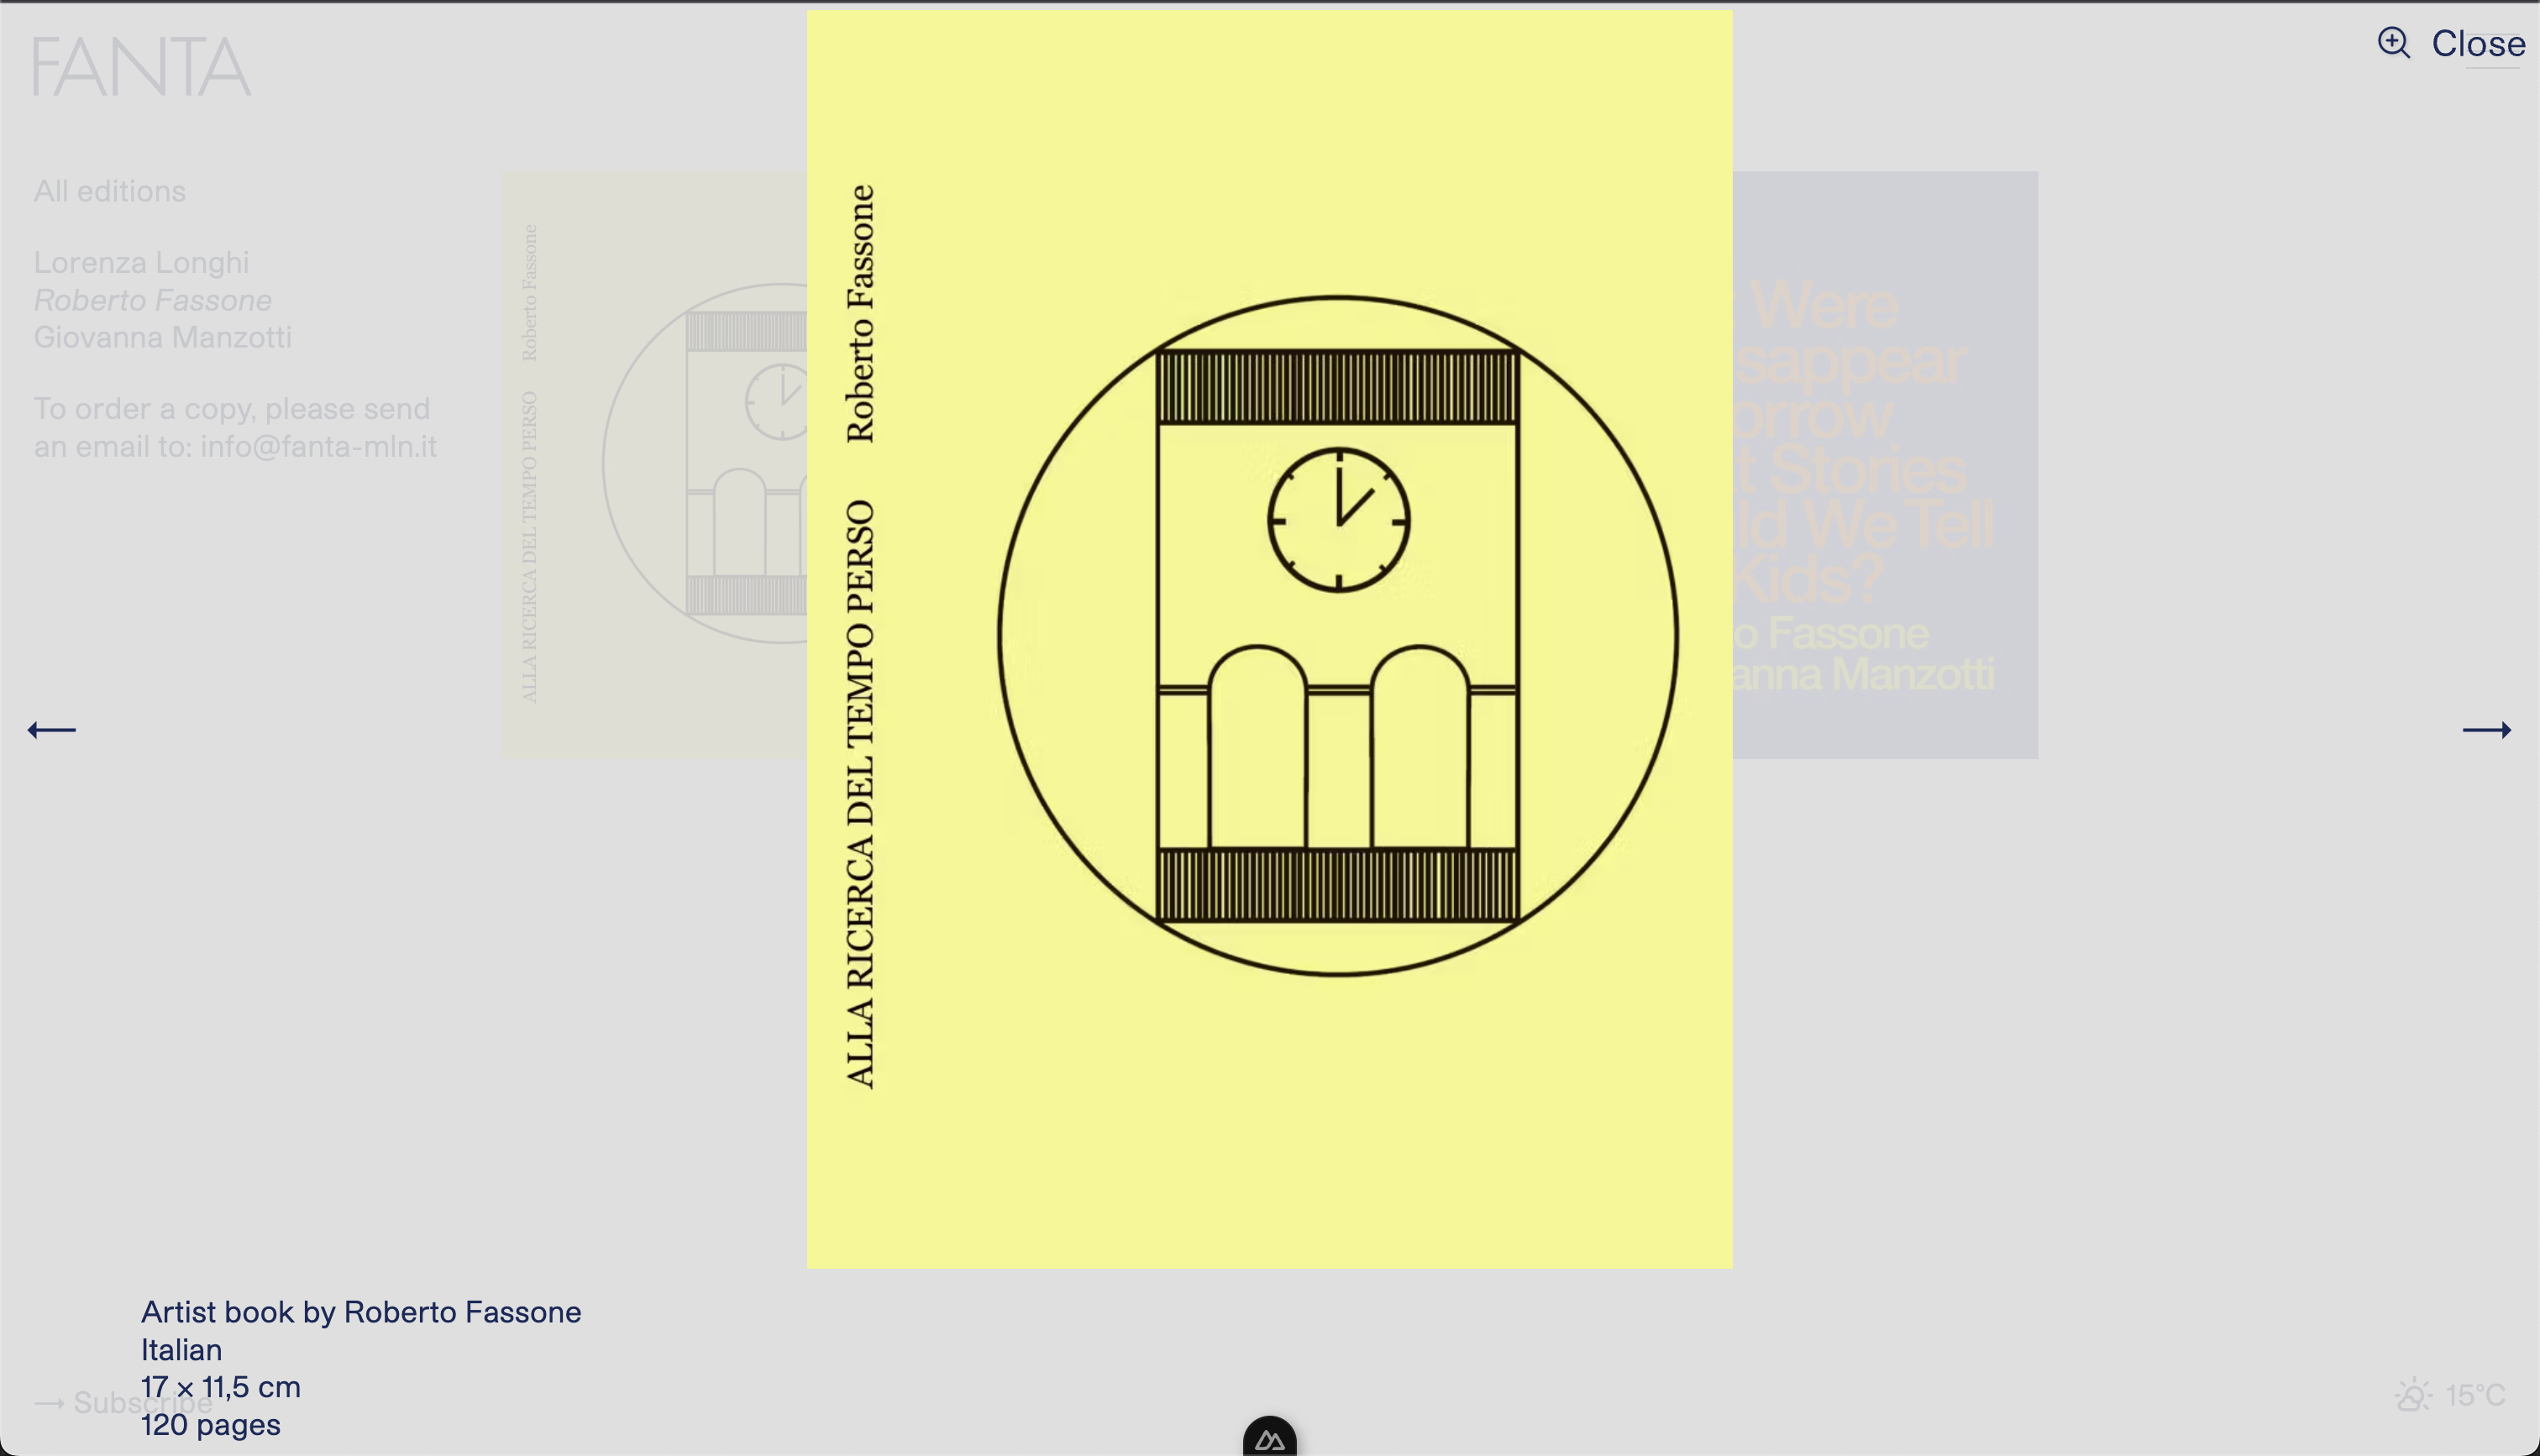 FANTA
Close
All editions
Lorenza Longhi
Roberto Fassone
Giovanna Manzotti
To order a copy, please send
an email to: info@fanta-mln.it
ALLA RICERCA DEL TEMPO PERSO Roberto Fassone
ALLA RICERCA DEL TEMPO PERSO Roberto Fassone
Were
sappear
orrow
t Stories
ld We Tell
Kids?
o Fassone
anna Manzotti
Artist book by Roberto Fassone
Italian
17 × 11,5 cm
120 pages
→ Subscribe
15°C